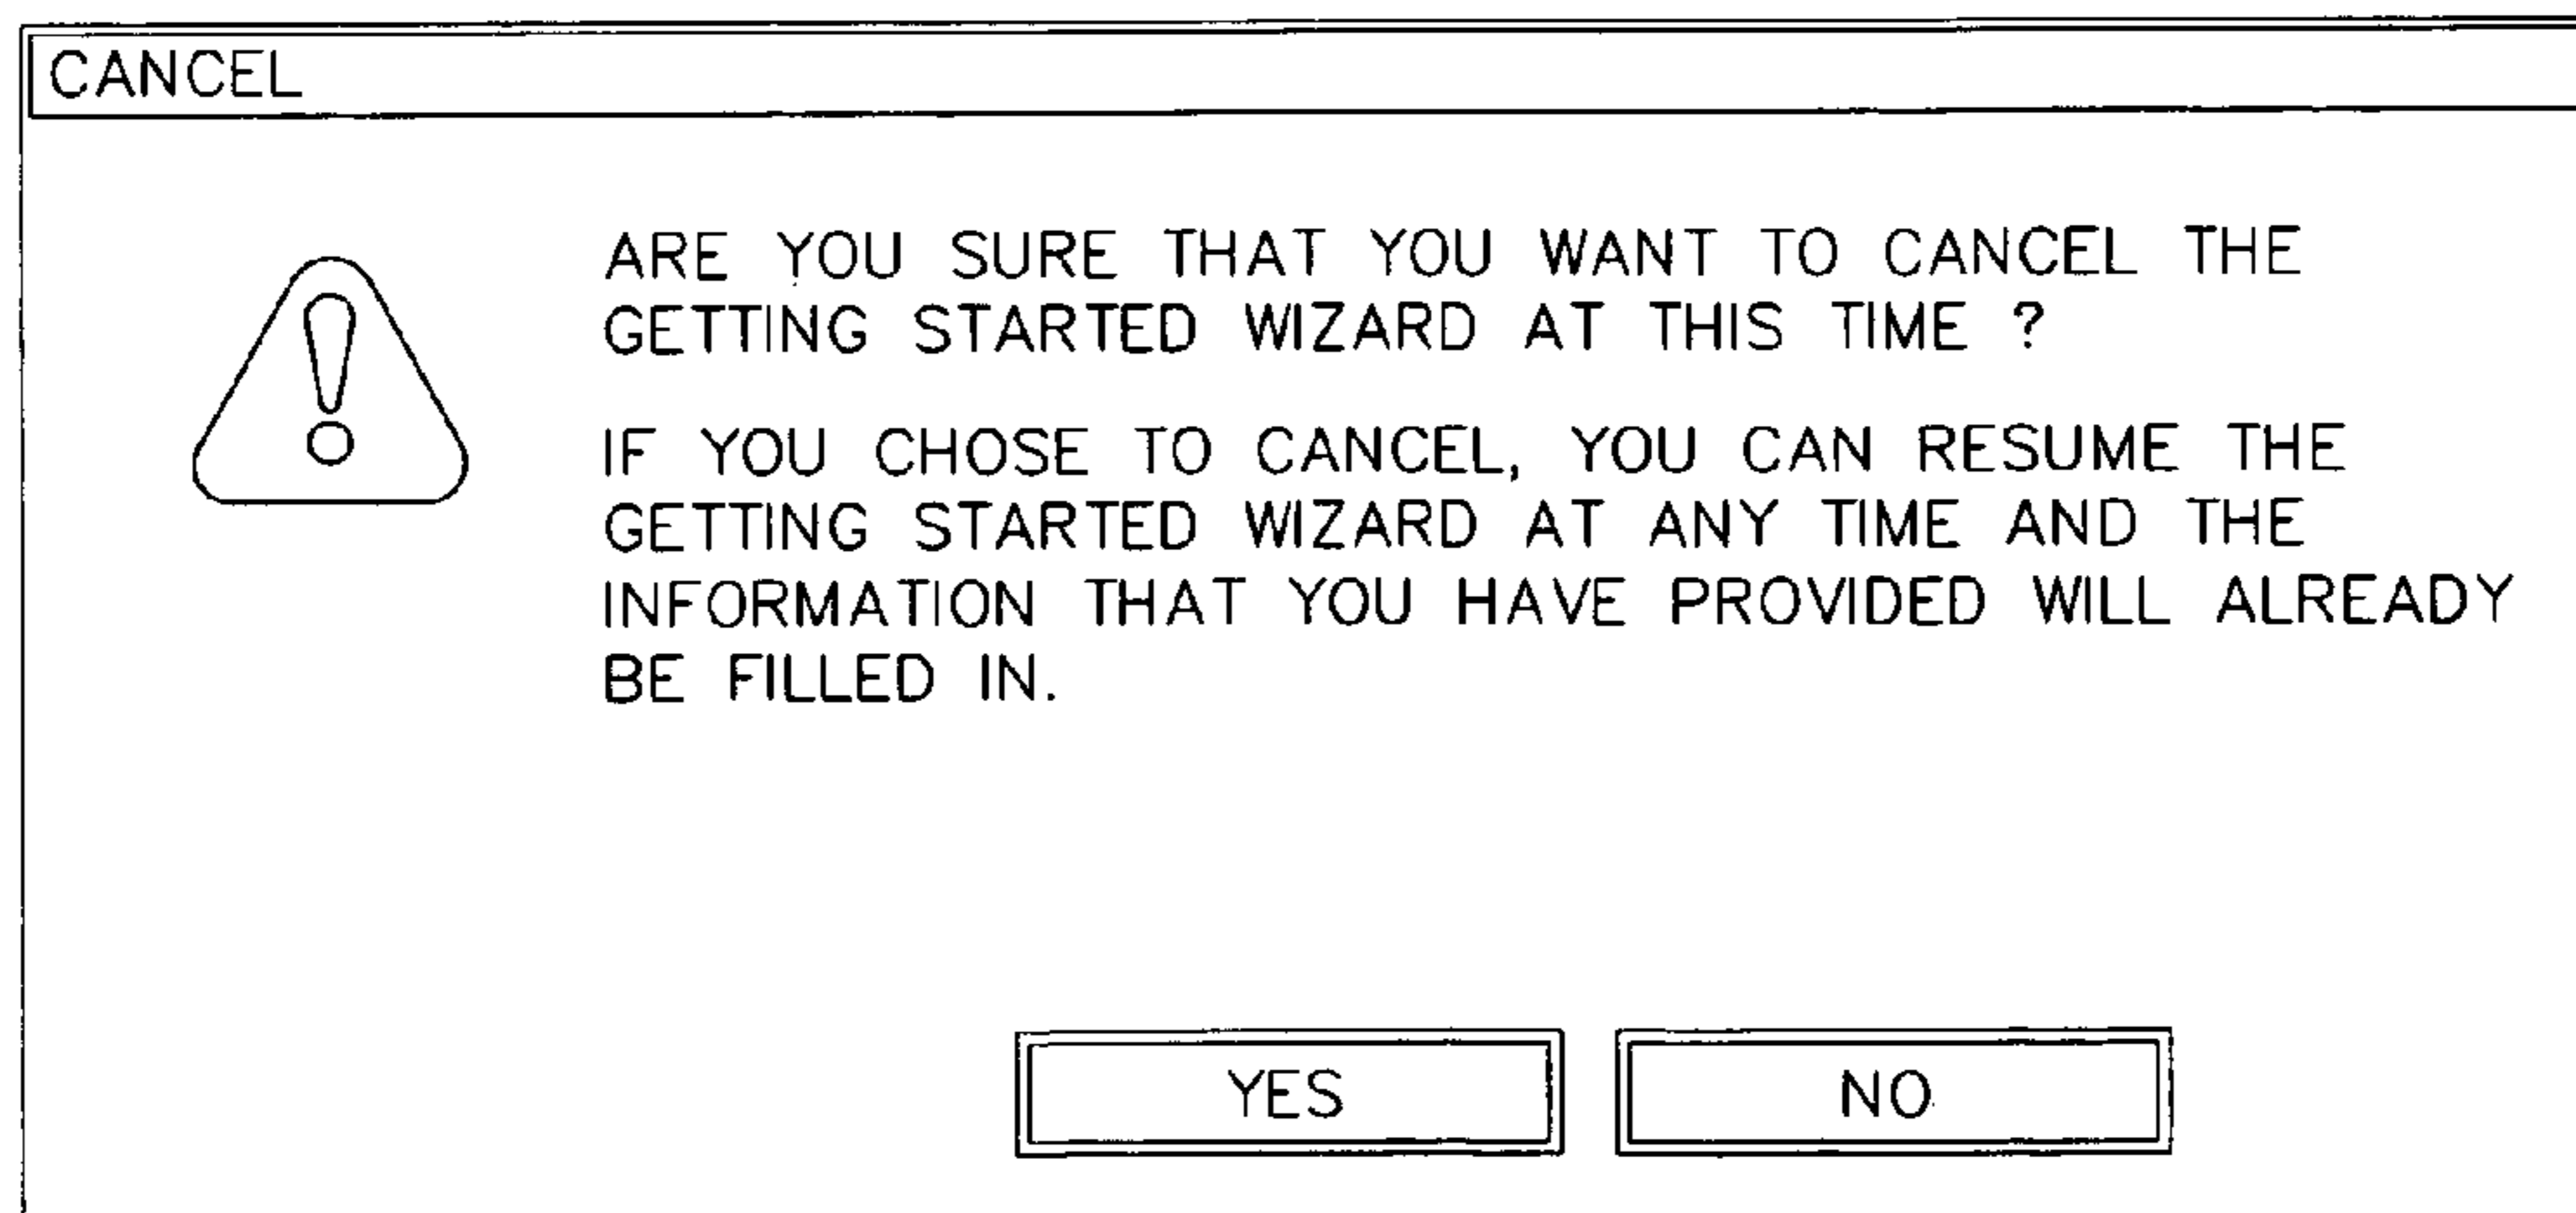 CANCEL
ARE YOU SURE THAT YOU WANT TO CANCEL THE
GETTING STARTED WIZARD AT THIS TIME ?
IF YOU CHOSE TO CANCEL, YOU CAN RESUME THE
GETTING STARTED WIZARD AT ANY TIME AND THE
INFORMATION THAT YOU HAVE PROVIDED WILL ALREADY
BE FILLED IN.
YES NO